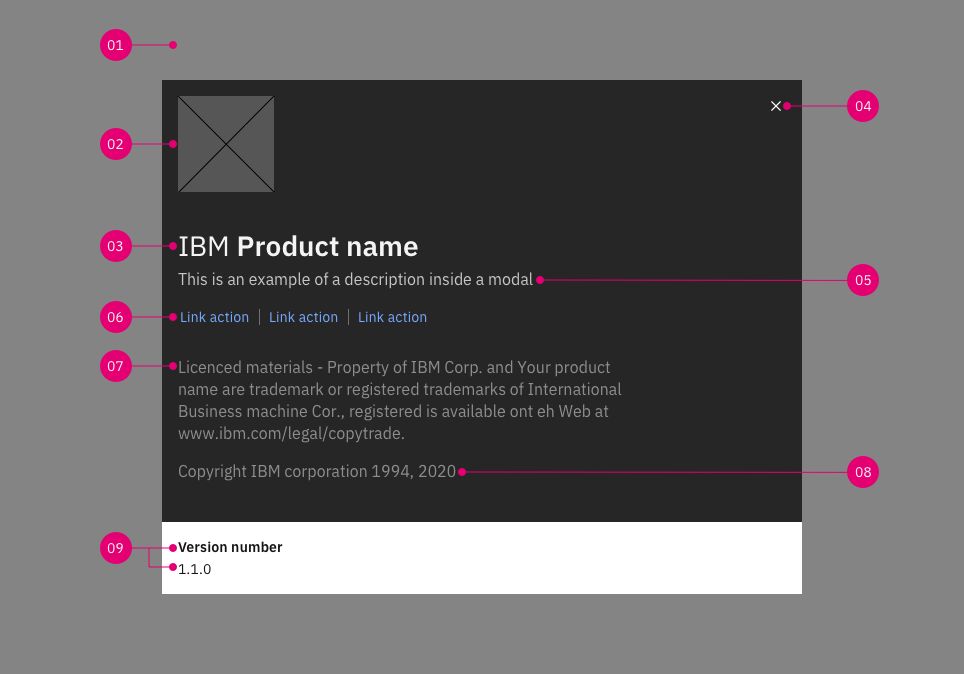 01
04
02
03
IBM Product name
This is an example of a description inside a modal
05
06
Link action | Link action | Link action
07
Licenced materials - Property of IBM Corp. and Your product
name are trademark or registered trademarks of International
Business machine Cor., registered is available ont eh Web at
www.ibm.com/legal/copytrade.
Copyright IBM corporation 1994, 2020
08
09
Version number
1.1.0